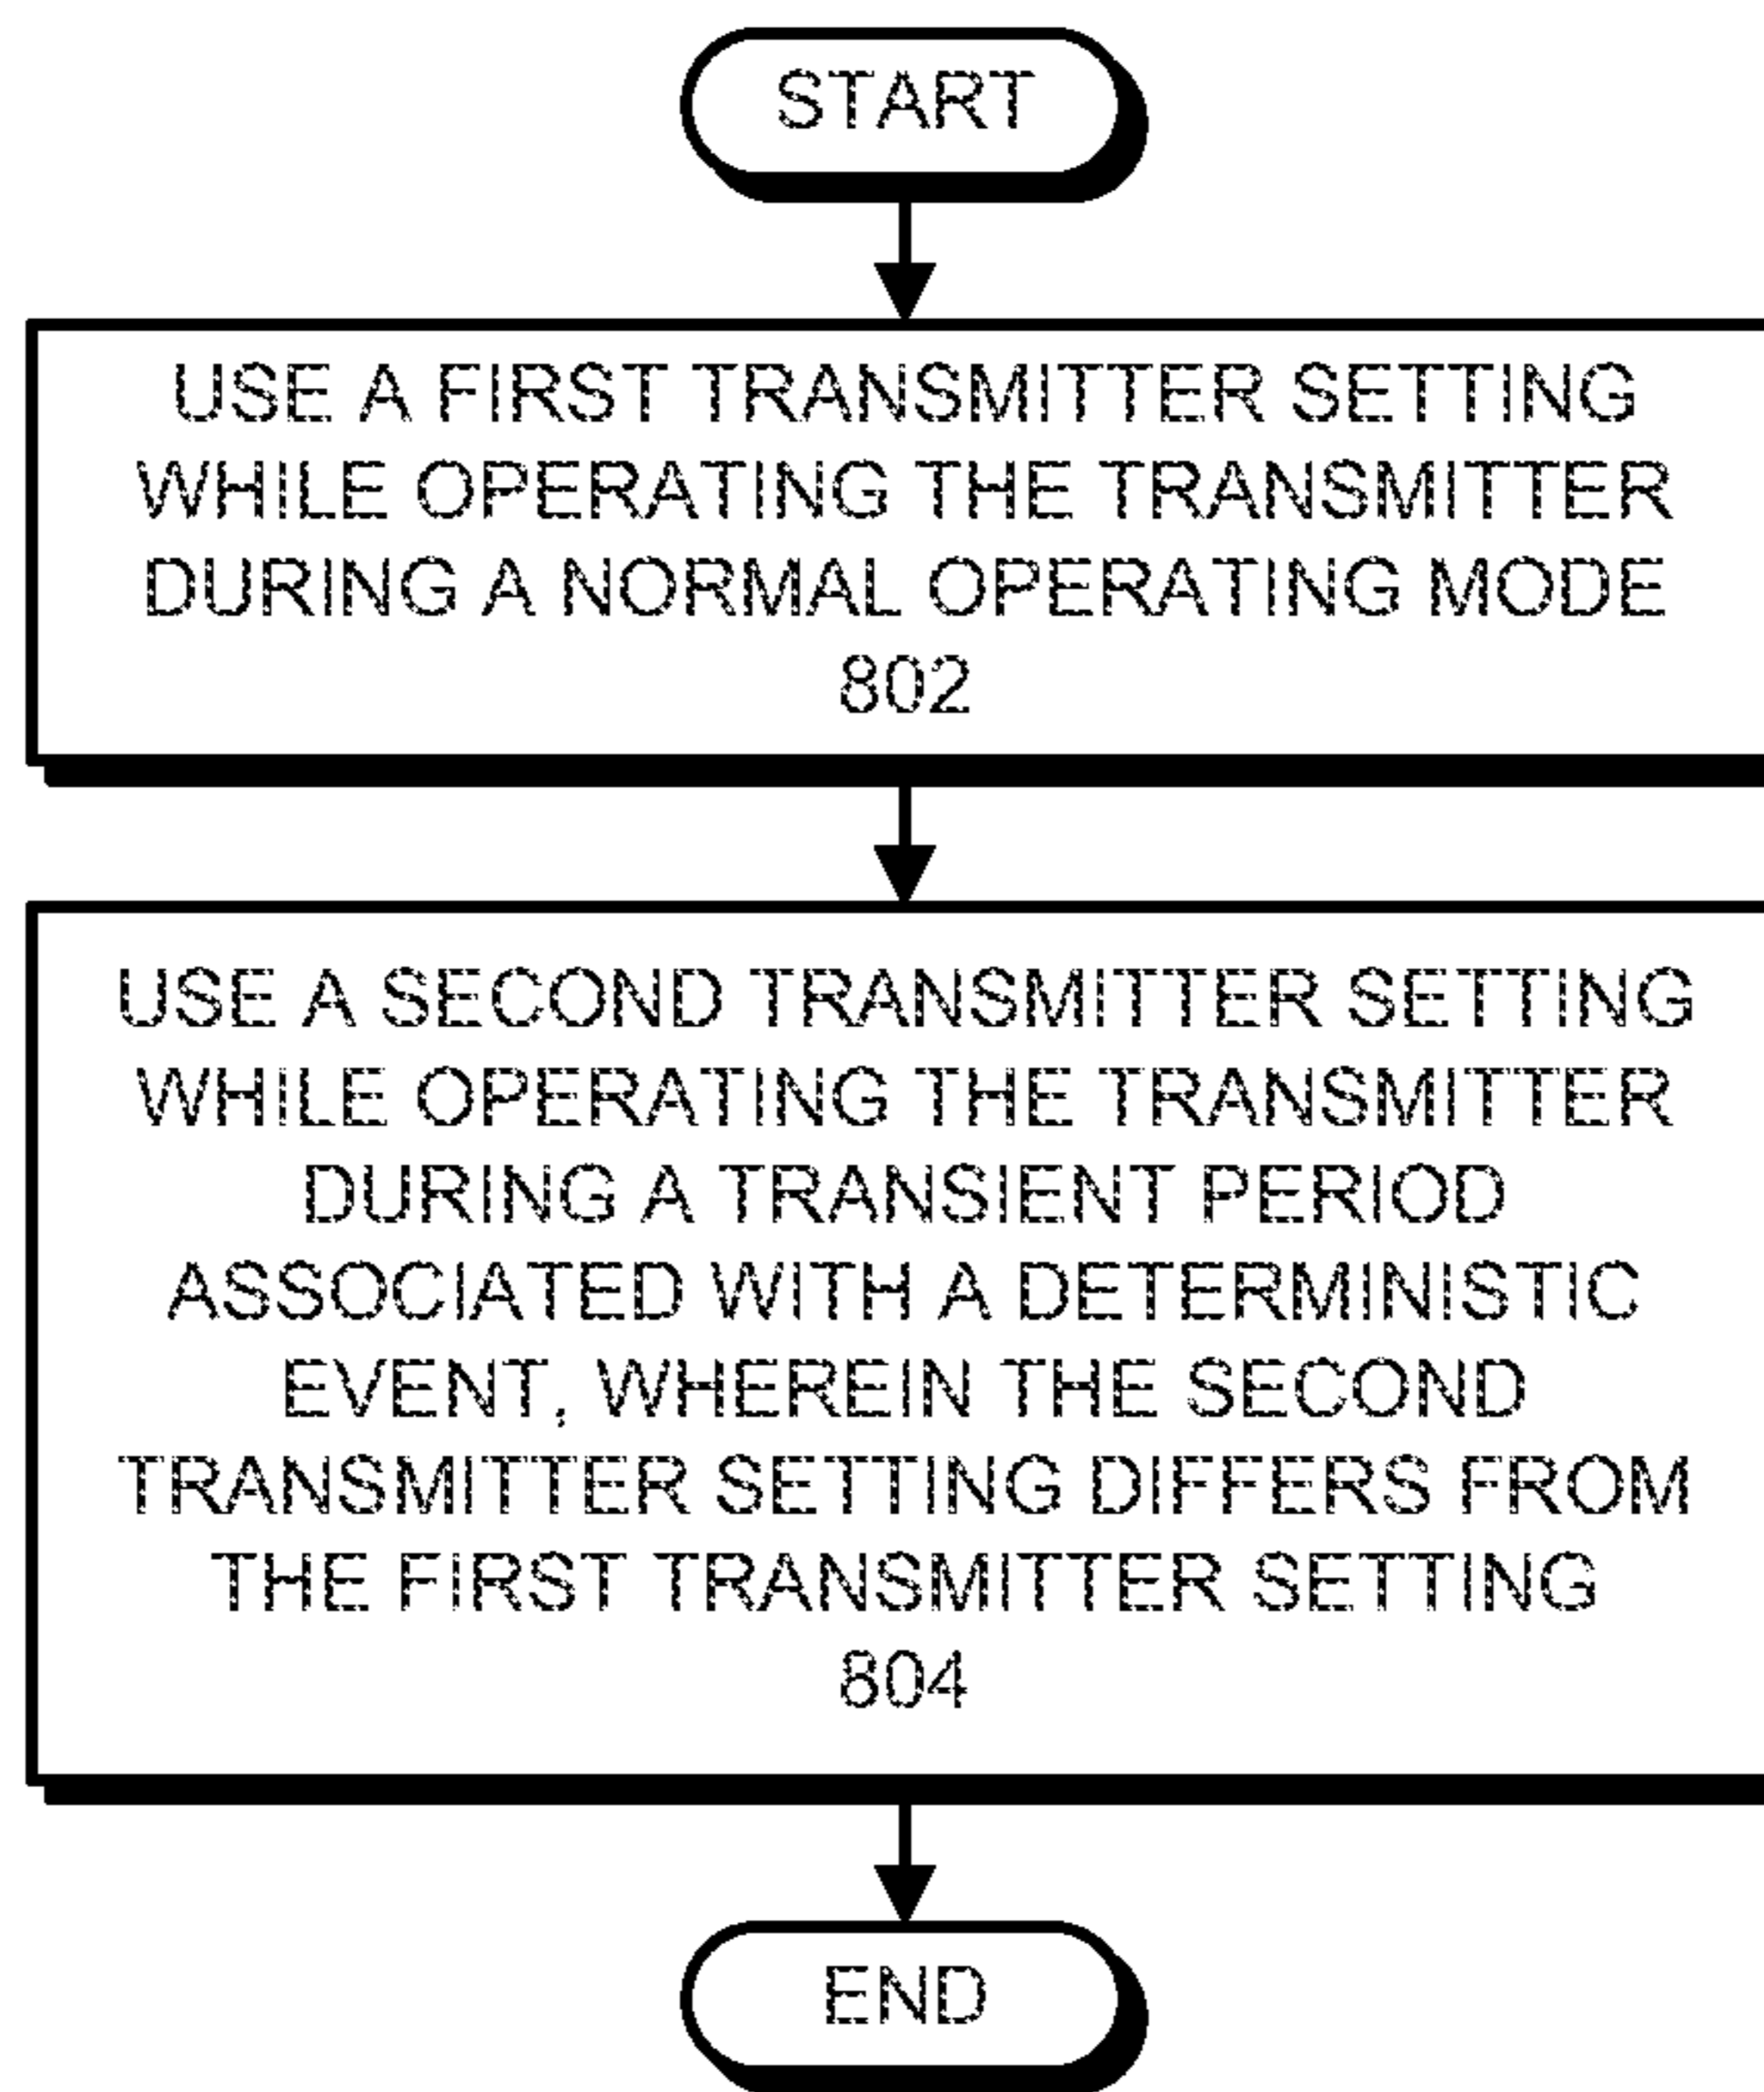 START
USE A FIRST TRANSMITTER SETTING
WHILE OPERATING THE TRANSMITTER
DURING A NORMAL OPERATING MODE
802
USE A SECOND TRANSMITTER SETTING
WHILE OPERATING THE TRANSMITTER
DURING A TRANSIENT PERIOD
ASSOCIATED WITH A DETERMINISTIC
EVENT, WHEREIN THE SECOND
TRANSMITTER SETTING DIFFERS FROM
THE FIRST TRANSMITTER SETTING
804
END